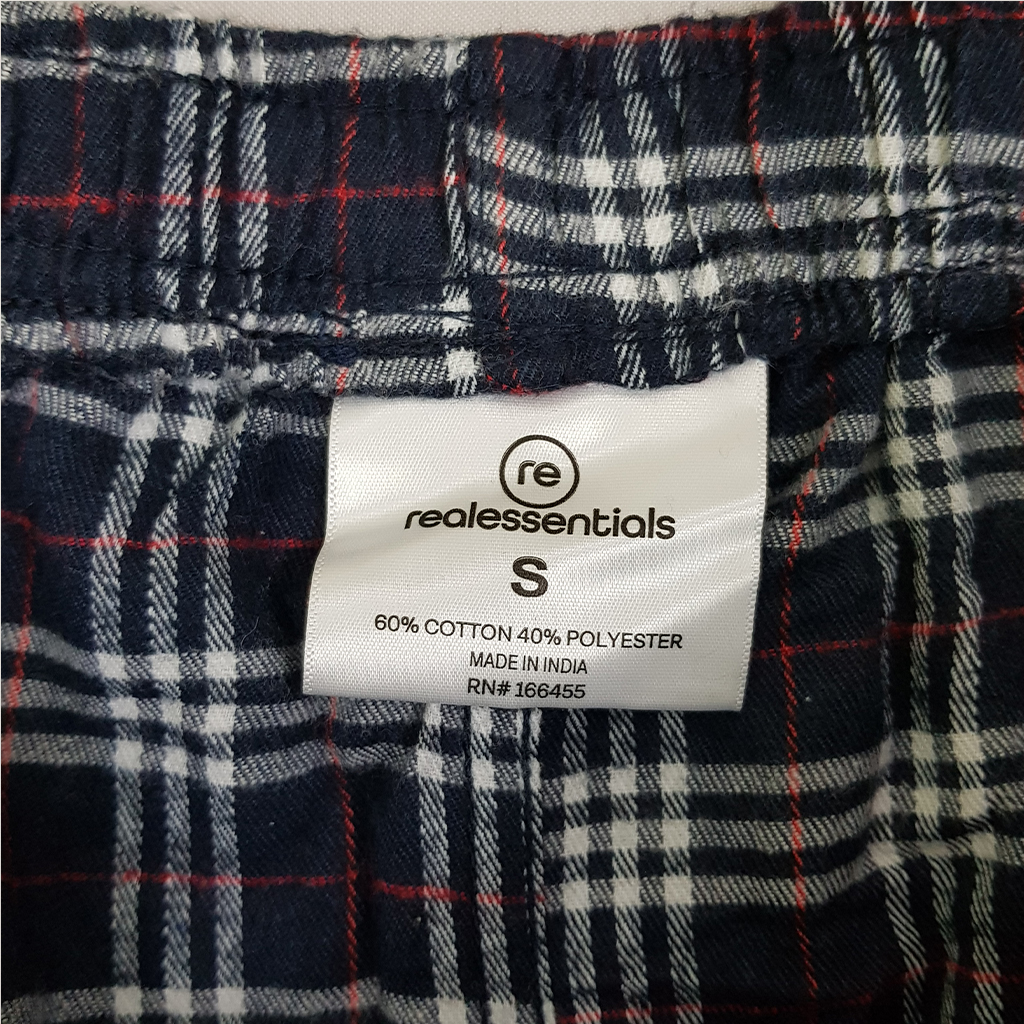 re
realessentials
S
60% COTTON 40% POLYESTER
MADE IN INDIA
RN# 166455